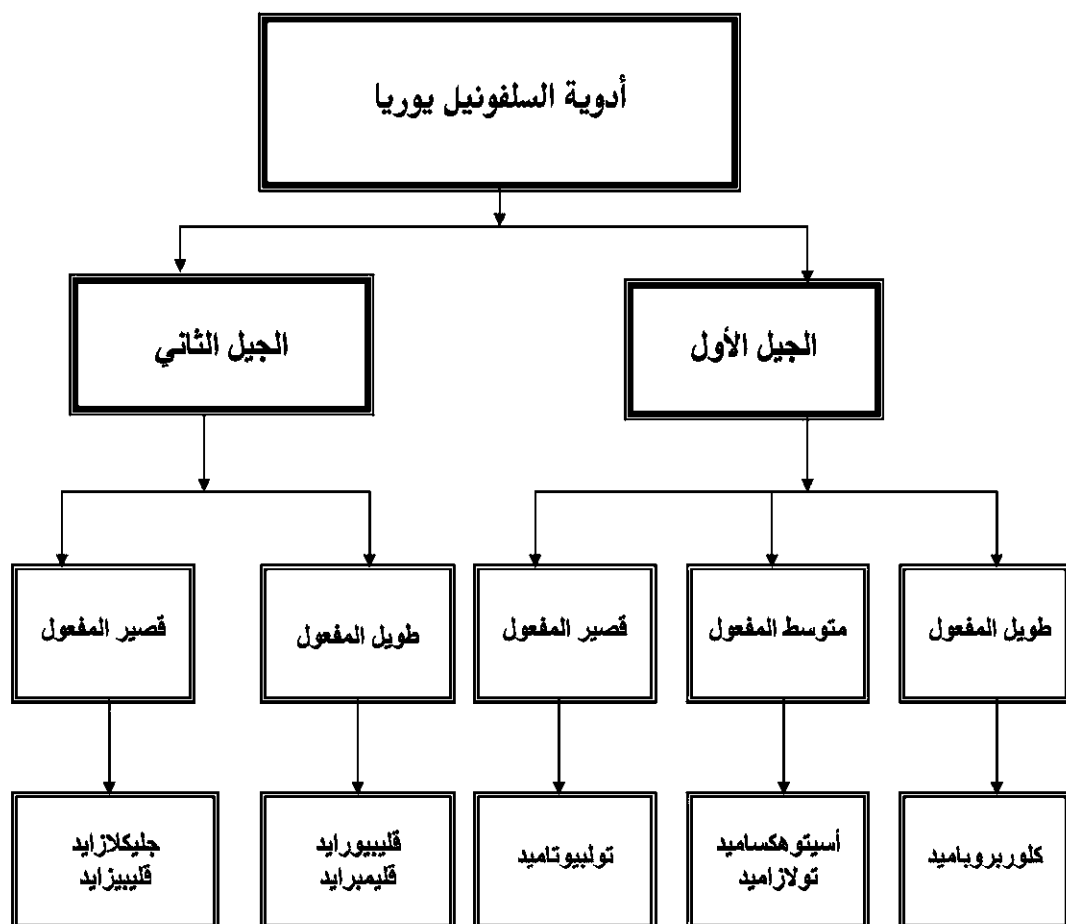 أدوية السلفونيل يوريا
الجيل الأول
الجيل الثاني
طويل المفعول
متوسط المفعول
قصير المفعول
طويل المفعول
قصير المفعول
كلوربروباميد
أسيتوهكساميد
تولازاميد
تولبيوتاميد
قليبيورايد
قليمبرايد
جليكلازايد
قليبيزايد